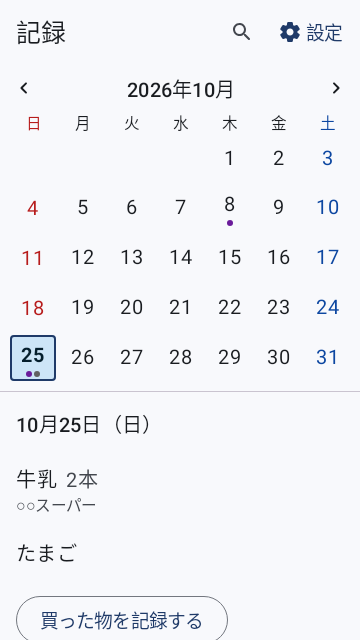 記録
設定
2026年10月
日 月 火 水 木 金 土
1 2 3
4 5 6 7 8 9 10
11 12 13 14 15 16 17
18 19 20 21 22 23 24
25 26 27 28 29 30 31
10月25日（日）
牛乳 2本
○○スーパー
たまご
買った物を記録する